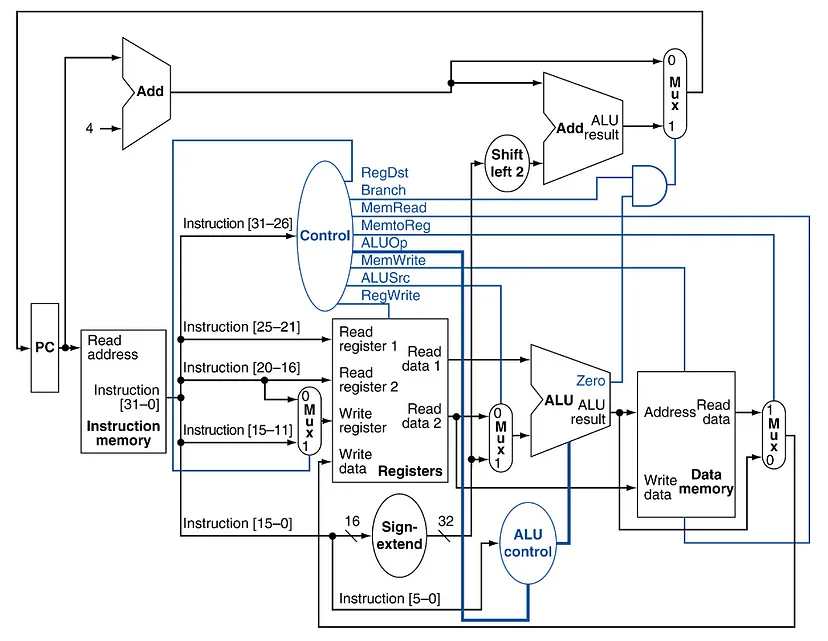 Add
4
0
Mux
1
Add
ALU
result
Shift
left 2
RegDst
Branch
MemRead
MemtoReg
ALUOp
MemWrite
ALUSrc
RegWrite
Control
Instruction [31–26]
Instruction [25–21]
Instruction [20–16]
Instruction [15–11]
Instruction [15–0]
Instruction [5–0]
PC
Read
address
Instruction
[31–0]
Instruction
memory
0
Mux
1
Read
register 1
Read
register 2
Write
register
Write
data
Read
data 1
Read
data 2
Registers
16
Sign-
extend
32
0
Mux
1
Zero
ALU
ALU
result
ALU
control
Address
Read
data
Write
data
Data
memory
1
Mux
0